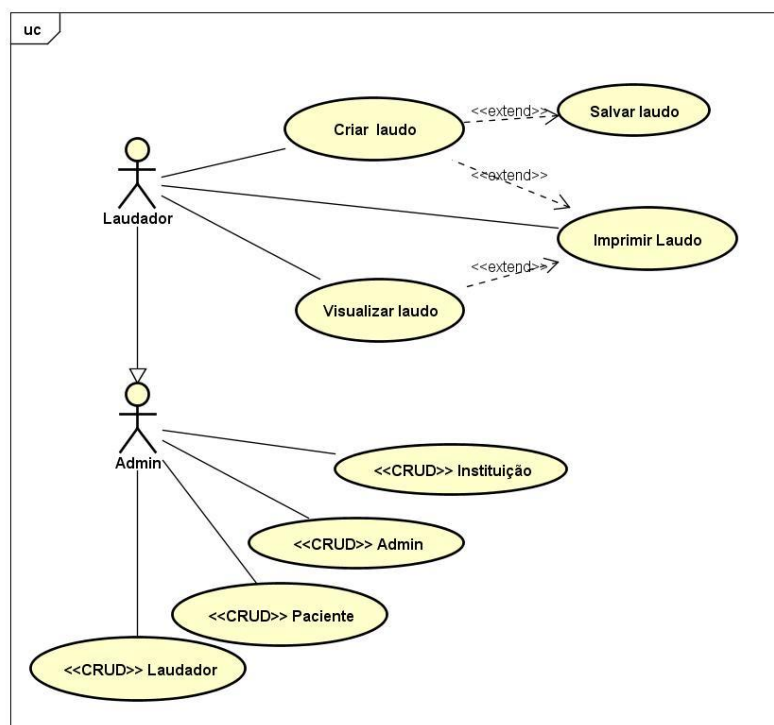 uc
Criar laudo
<<extend>>
Salvar laudo
<<extend>>
Laudador
Imprimir Laudo
<<extend>>
Visualizar laudo
Admin
<<CRUD>> Instituição
<<CRUD>> Admin
<<CRUD>> Paciente
<<CRUD>> Laudador